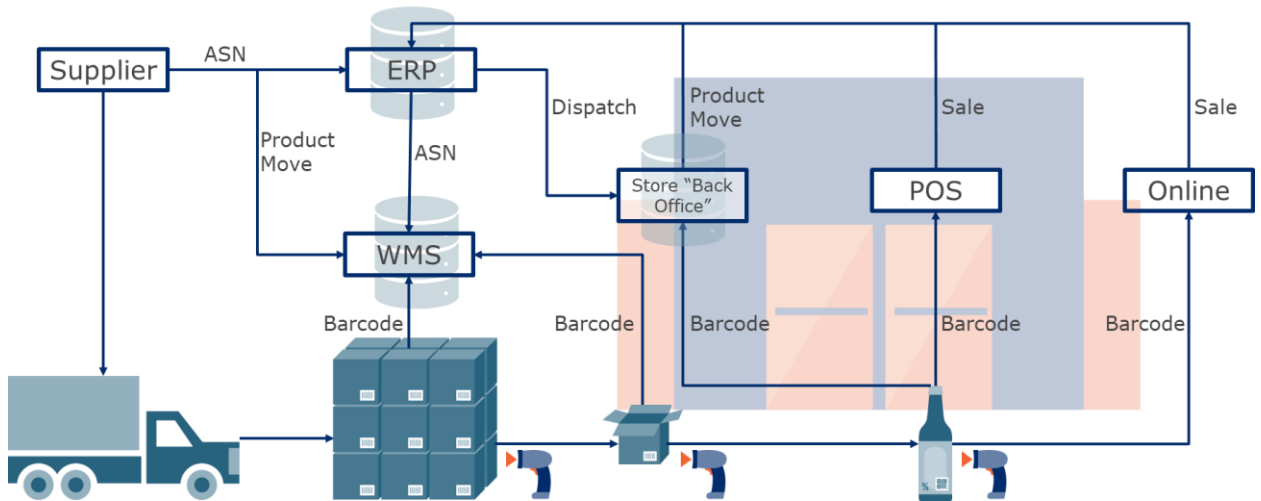 ASN
Supplier
ERP
Dispatch
Product
Move
Sale
Sale
Product
Move
ASN
Store “Back
Office”
POS
Online
WMS
Barcode
Barcode
Barcode
Barcode
Barcode
%